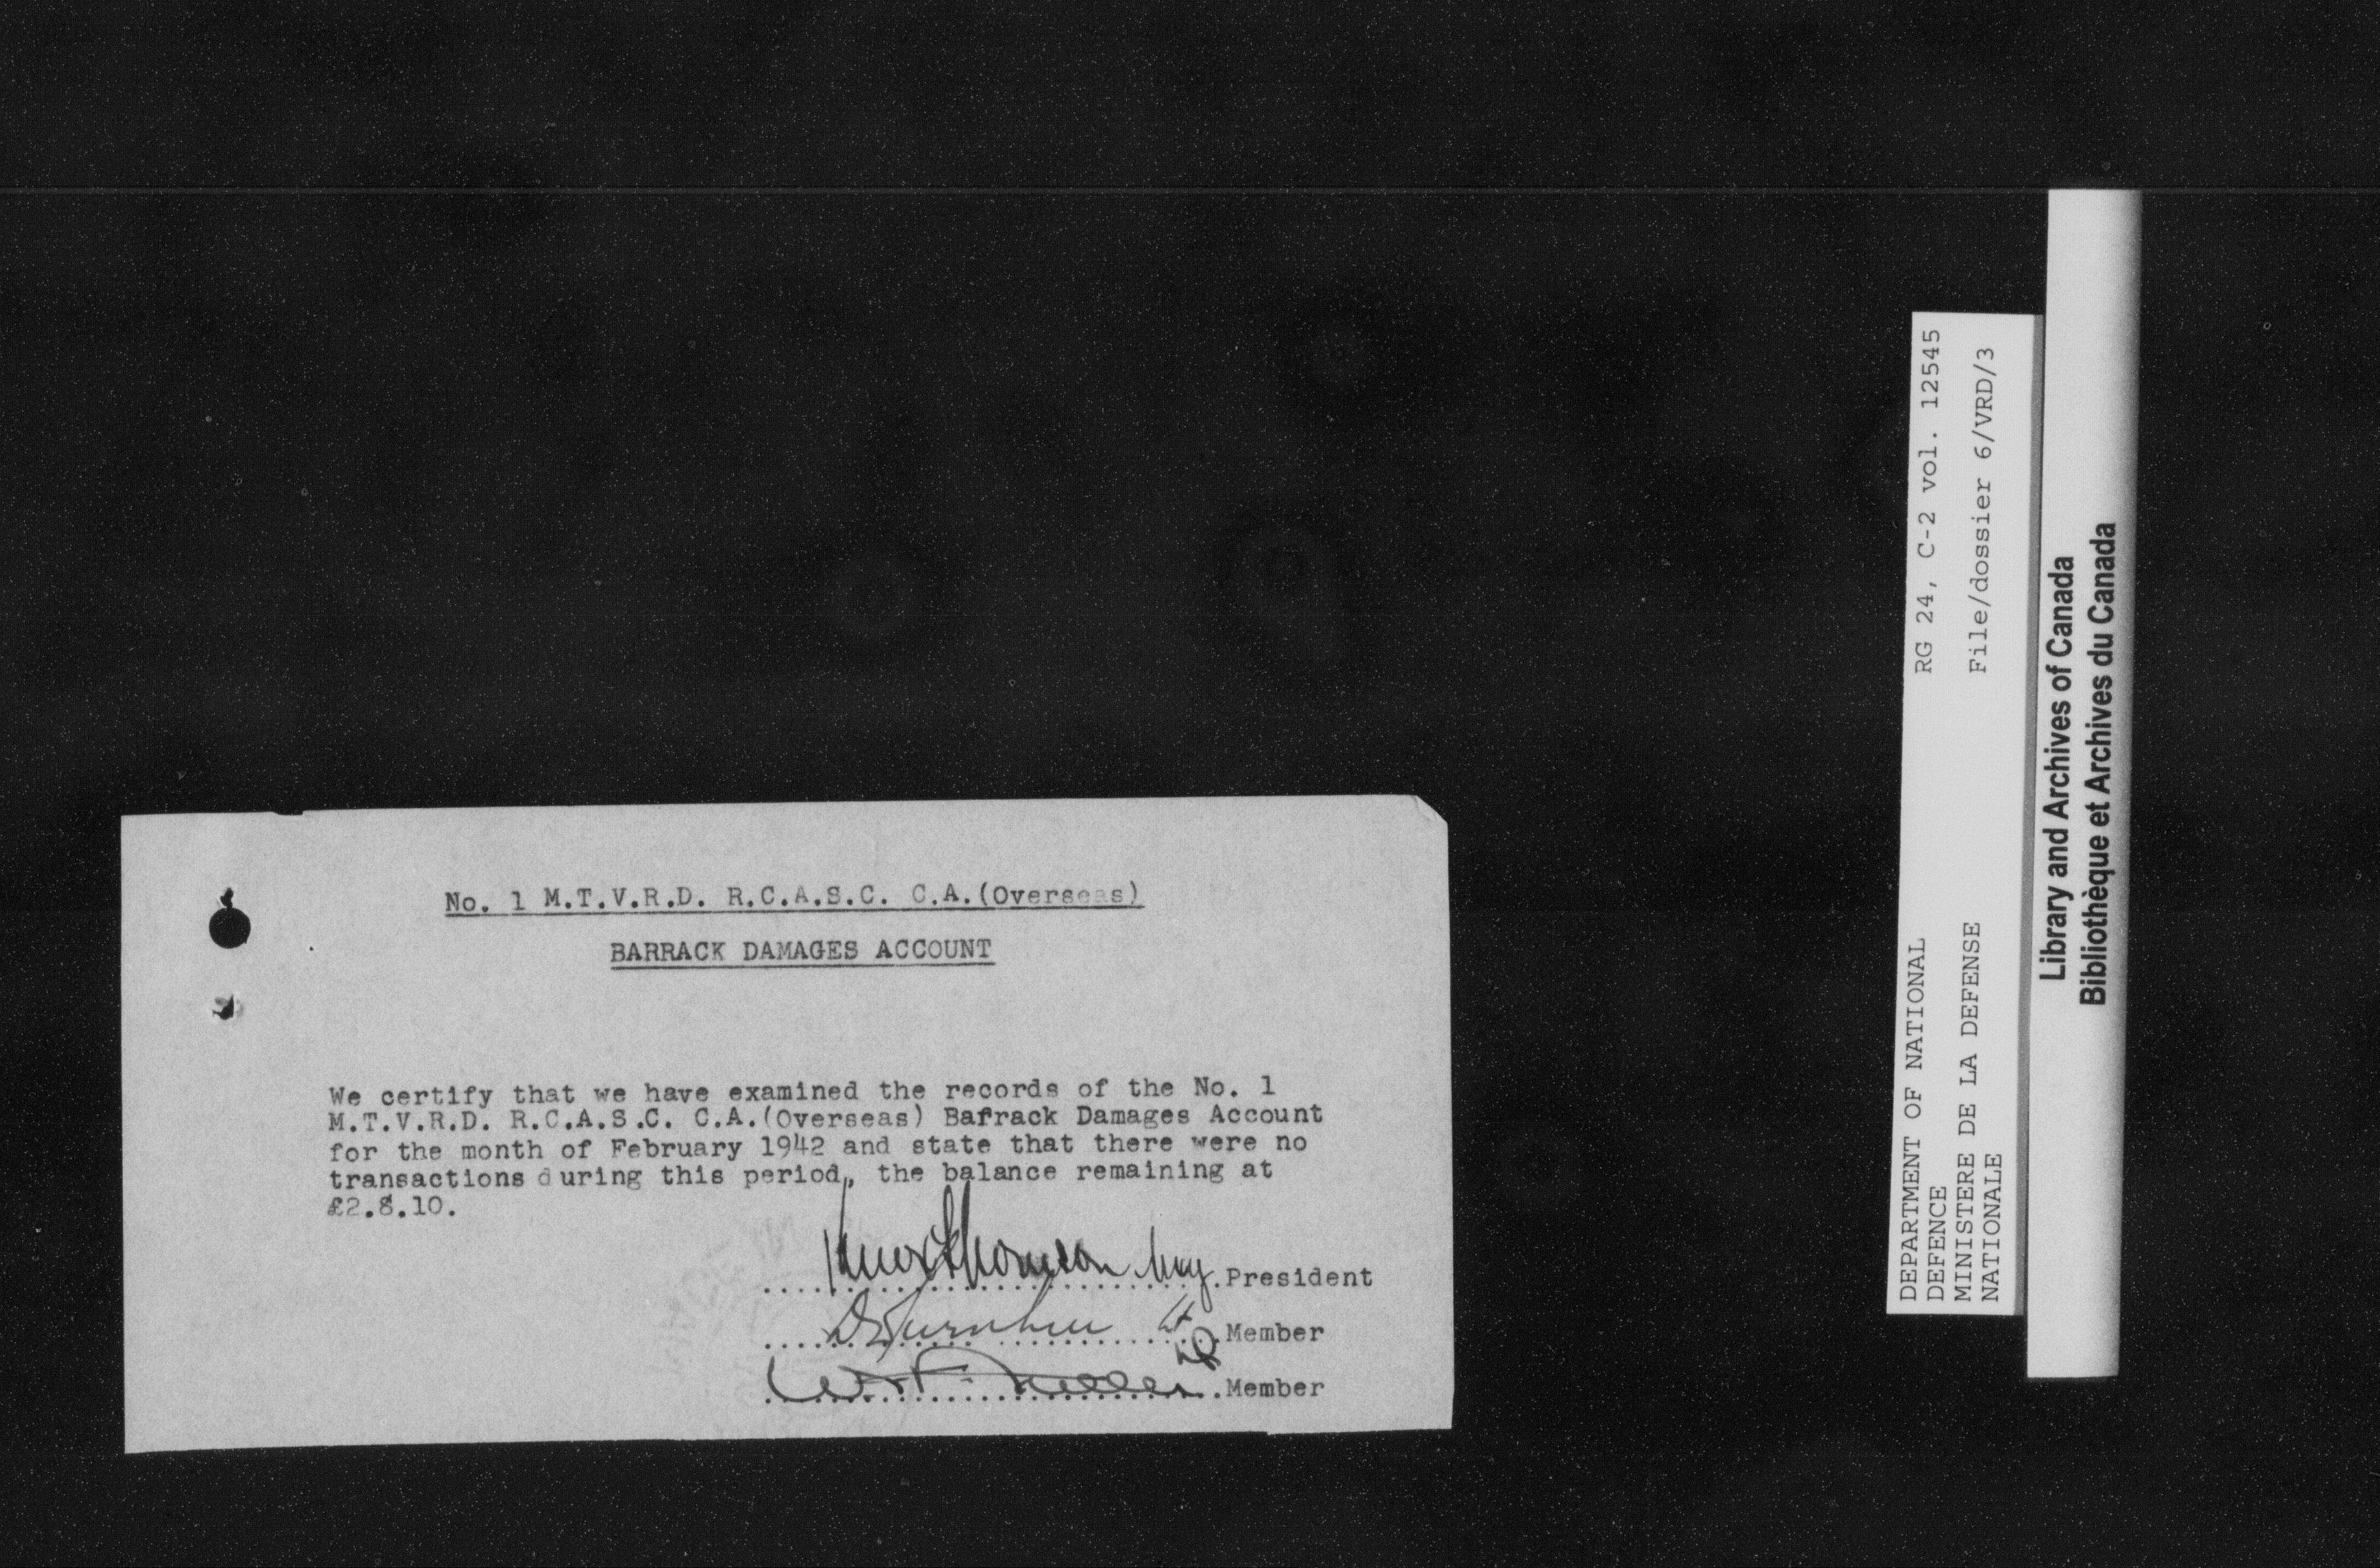 No. 1 M.T.V.R.D. R.C.A.S.C. C.A.(Overseas)
BARRACK DAMAGES ACCOUNT
We certify that we have examined the records of the No. 1
M.T.V.R.D. R.C.A.S.C. C.A.(Overseas) Barrack Damages Account
for the month of February 1942 and state that there were no
transactions during this period, the balance remaining at
£2.8.10.
Knox Thomson Maj. President
Lt Member
Member
DEPARTMENT OF NATIONAL RG 24, C-2 vol. 12545
DEFENCE
MINISTERE DE LA DEFENSE File/dossier 6/VRD/3
NATIONALE
Library and Archives of Canada
Bibliothèque et Archives du Canada